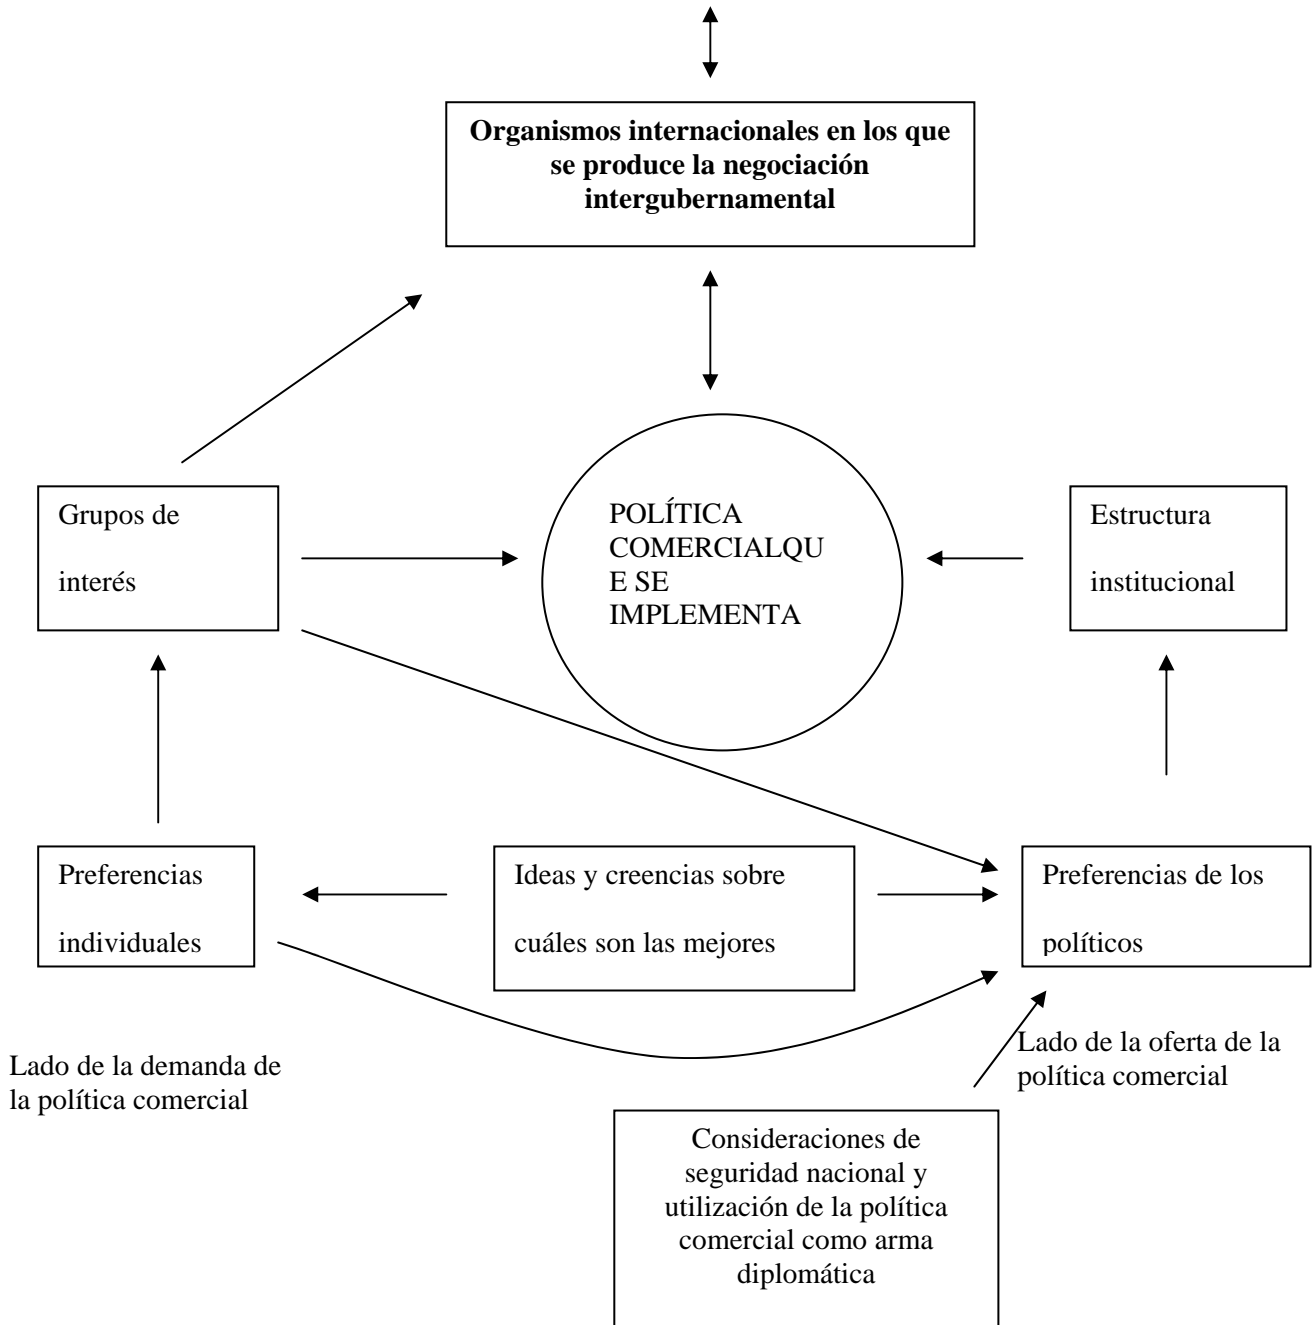 Organismos internacionales en los que
se produce la negociación
intergubernamental
Grupos de
interés
POLÍTICA
COMERCIALQU
E SE
IMPLEMENTA
Estructura
institucional
Preferencias
individuales
Ideas y creencias sobre
cuáles son las mejores
Preferencias de los
políticos
Lado de la demanda de
la política comercial
Lado de la oferta de la
política comercial
Consideraciones de
seguridad nacional y
utilización de la política
comercial como arma
diplomática